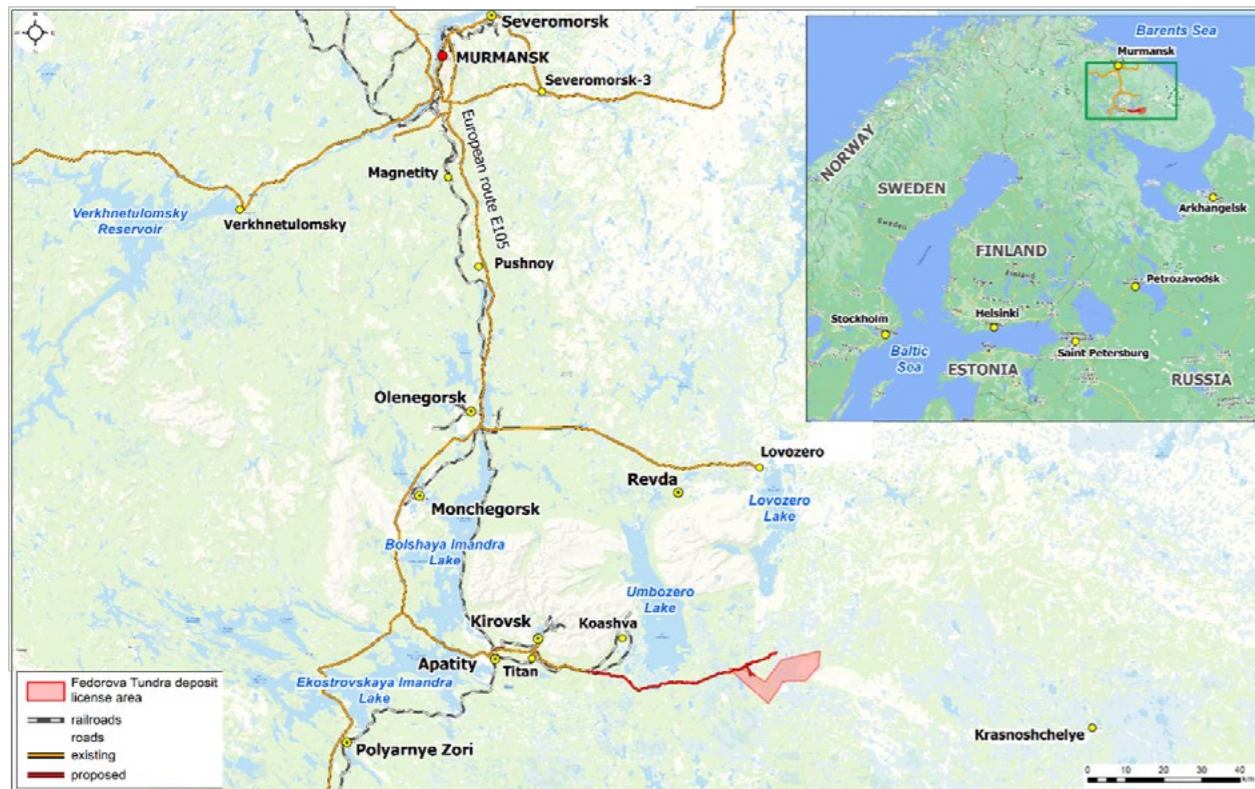 Severomorsk
MURMANSK
Severomorsk-3
European route E105
Magnetity
Verkhnetulomsky
Reservoir
Verkhnetulomsky
Pushnoy
Olenegorsk
Lovozero
Revda
Lovozero
Lake
Monchegorsk
Bolshaya Imandra
Lake
Umbozero
Lake
Kirovsk
Koashva
Apatity
Titan
Ekostrovskaya Imandra
Lake
Polyarnye Zori
Krasnoshchelye
Barents Sea
Murmansk
NORWAY
SWEDEN
Sweden
Arkhangelsk
FINLAND
Finland
Petrozavodsk
Stockholm
Helsinki
Saint Petersburg
Baltic
Sea
ESTONIA
RUSSIA
Fedorova Tundra deposit
license area
railroads
roads
existing
proposed
0 10 20 30 40
km